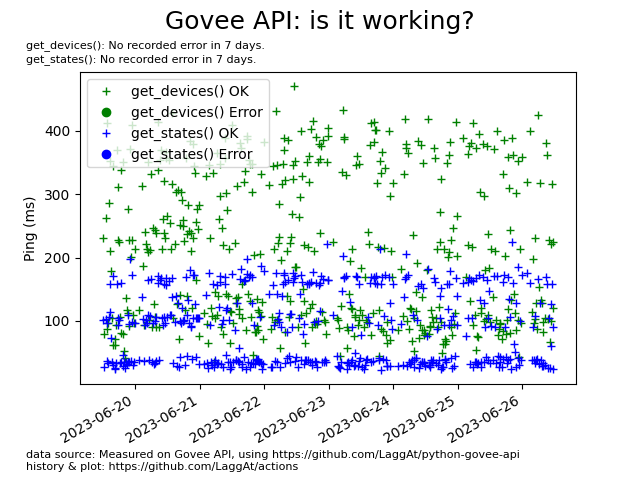 Govee API: is it working?
get_devices(): No recorded error in 7 days.
get_states(): No recorded error in 7 days.
get_devices() OK
get_devices() Error
get_states() OK
get_states() Error
Ping (ms)
400
300
200
100
2023-06-20
2023-06-21
2023-06-22
2023-06-23
2023-06-24
2023-06-25
2023-06-26
data source: Measured on Govee API, using https://github.com/LaggAt/python-govee-api
history & plot: https://github.com/LaggAt/actions